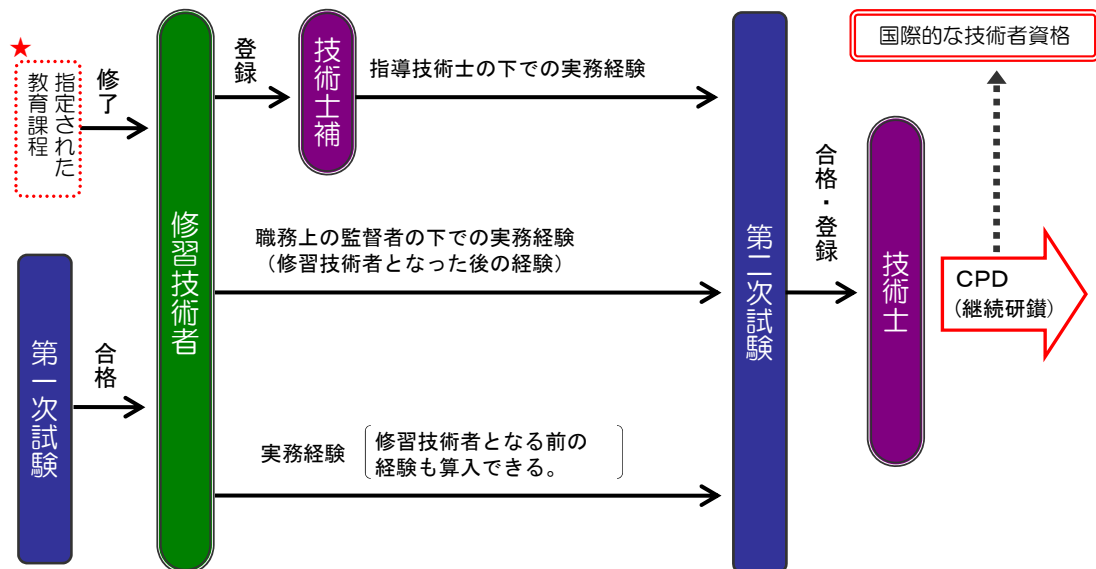 ★
指定された
教育課程
修了
第一次試験
合格
修習技術者
登録
技術士補
指導技術士の下での実務経験
職務上の監督者の下での実務経験
（修習技術者となった後の経験）
実務経験
修習技術者となる前の
経験も算入できる。
第二次試験
合格・登録
技術士
CPD
(継続研鑚)
国際的な技術者資格